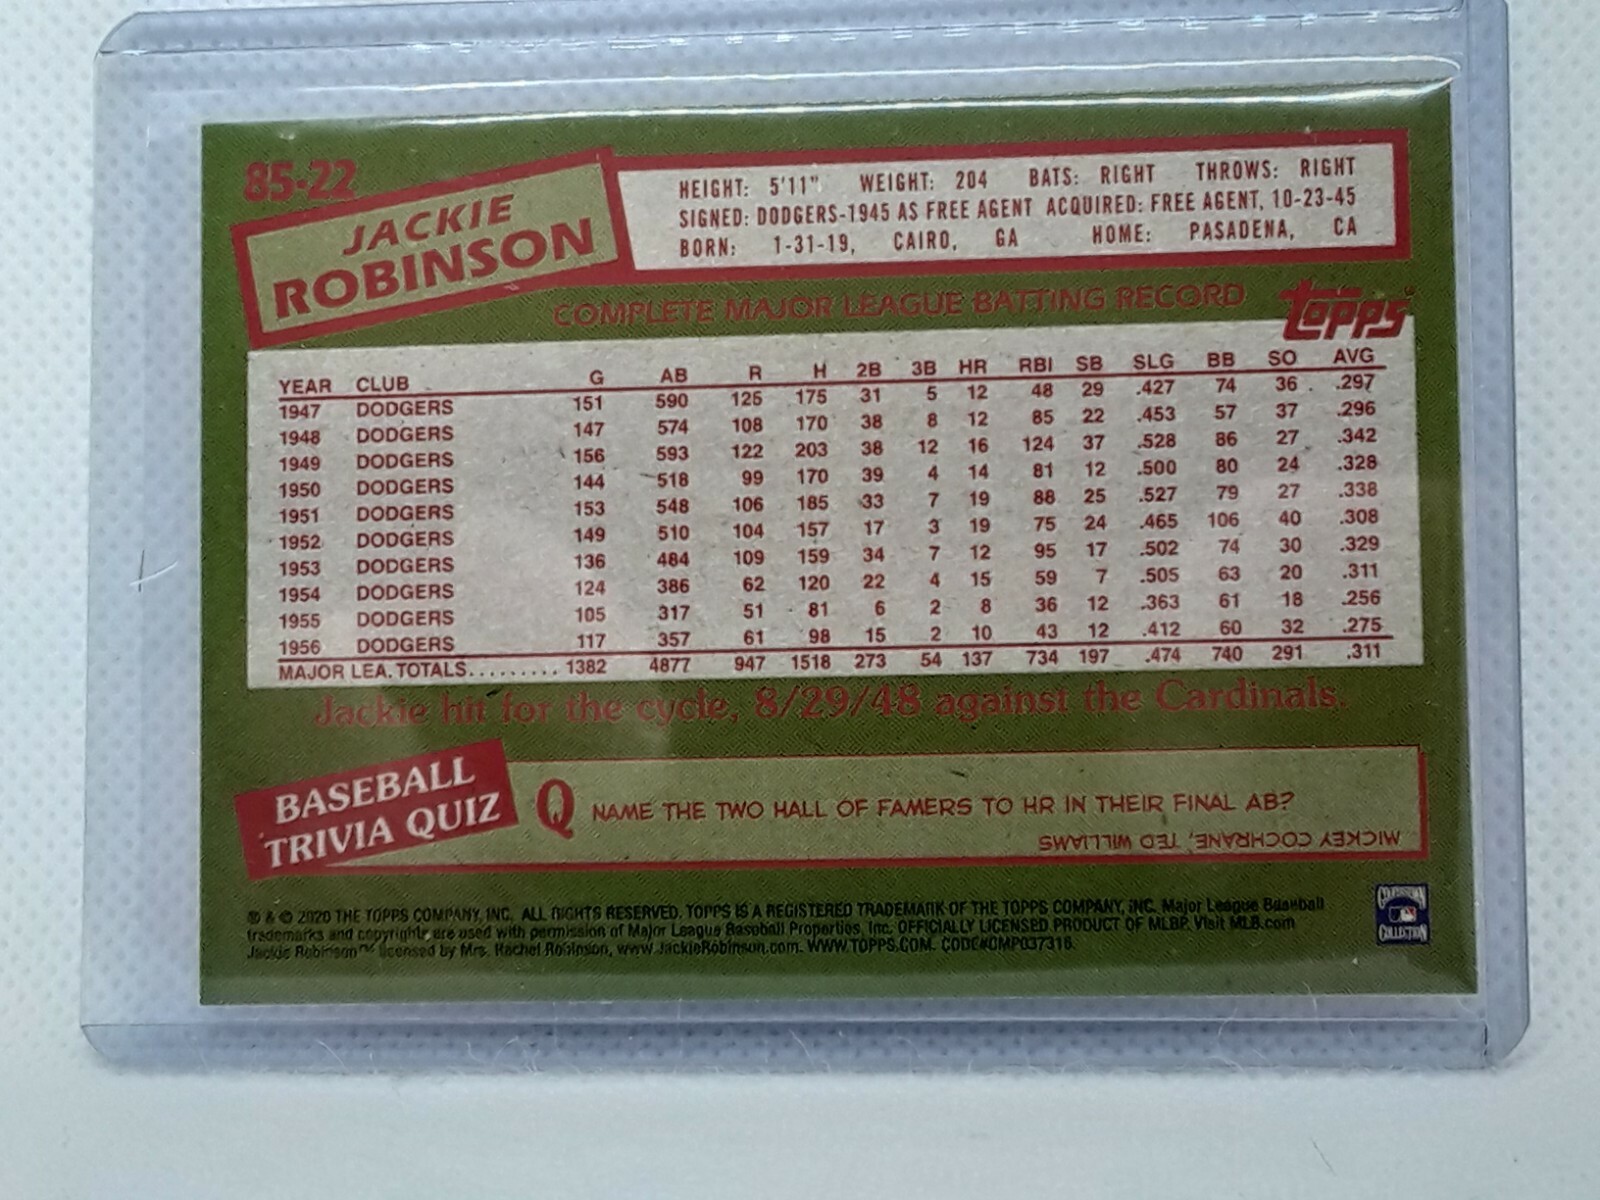 85-22
JACKIE
ROBINSON
HEIGHT: 5'11" WEIGHT: 204 BATS: RIGHT THROWS: RIGHT
SIGNED: DODGERS-1945 AS FREE AGENT ACQUIRED: FREE AGENT, 10-23-45
BORN: 1-31-19, CAIRO, GA HOME: PASADENA, CA
COMPLETE MAJOR LEAGUE BATTING RECORD
topps®
YEAR CLUB G AB R H 2B 3B HR RBI SB SLG BB SO AVG
1947 DODGERS 151 590 125 175 31 5 12 48 29 .427 74 36 .297
1948 DODGERS 147 574 108 170 38 8 12 85 22 .453 57 37 .296
1949 DODGERS 156 593 122 203 38 12 16 124 37 .528 86 27 .342
1950 DODGERS 144 518 99 170 39 4 14 81 12 .500 80 24 .328
1951 DODGERS 153 548 106 185 33 7 19 88 25 .527 79 27 .338
1952 DODGERS 149 510 104 157 17 3 19 75 24 .465 106 40 .308
1953 DODGERS 136 484 109 159 34 7 12 95 17 .502 74 30 .329
1954 DODGERS 124 386 62 120 22 4 15 59 7 .505 63 20 .311
1955 DODGERS 105 317 51 81 6 2 8 36 12 .363 61 18 .256
1956 DODGERS 117 357 61 98 15 2 10 43 12 .412 60 32 .275
MAJOR LEA. TOTALS......... 1382 4877 947 1518 273 54 137 734 197 .474 740 291 .311
Jackie hit for the cycle, 8/29/48 against the Cardinals.
BASEBALL
TRIVIA QUIZ
Q NAME THE TWO HALL OF FAMERS TO HR IN THEIR FINAL AB?
MICKEY COCHRANE, TED WILLIAMS
® & © 2020 THE TOPPS COMPANY, INC. ALL RIGHTS RESERVED. TOPPS IS A REGISTERED TRADEMARK OF THE TOPPS COMPANY, INC. Major League Baseball
trademarks and copyrights are used with permission of Major League Baseball Properties, Inc. OFFICIALLY LICENSED PRODUCT OF MLBP. Visit MLB.com
Jackie Robinson™ licensed by Mrs. Rachel Robinson, www.JackieRobinson.com. WWW.TOPPS.COM. CODE#CMP037316.
COOPERSTOWN
COLLECTION